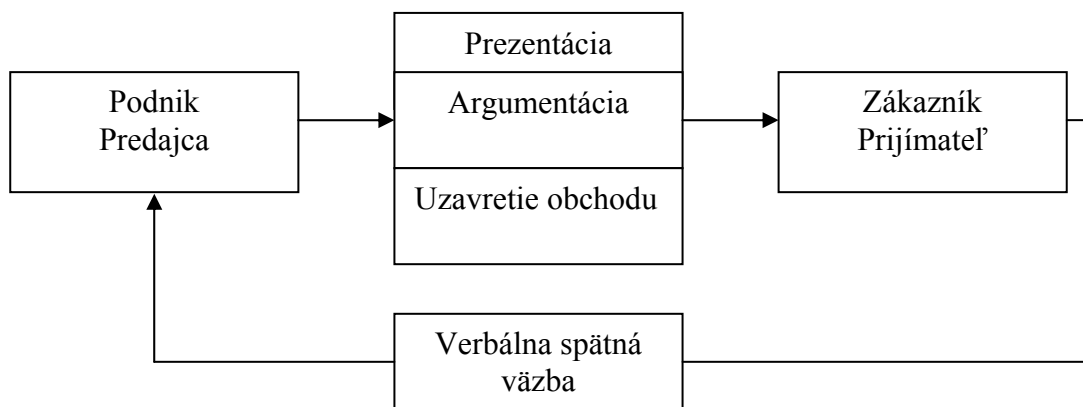 Prezentácia
Podnik
Predajca
Argumentácia
Zákazník
Prijímateľ
Uzavretie obchodu
Verbálna spätná
väzba